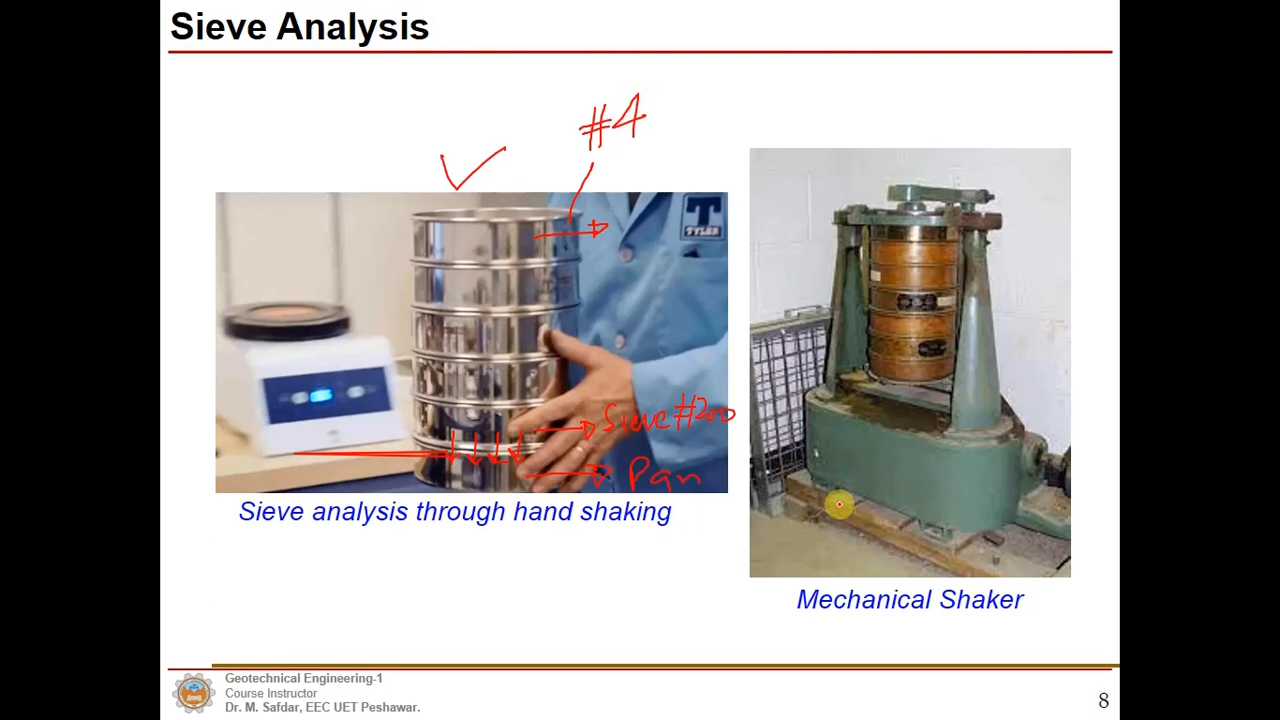 Sieve Analysis
#4
T
TYLER
Sieve #200
Pan
Sieve analysis through hand shaking
Mechanical Shaker
Geotechnical Engineering-1
Course Instructor
Dr. M. Safdar, EEC UET Peshawar.
8